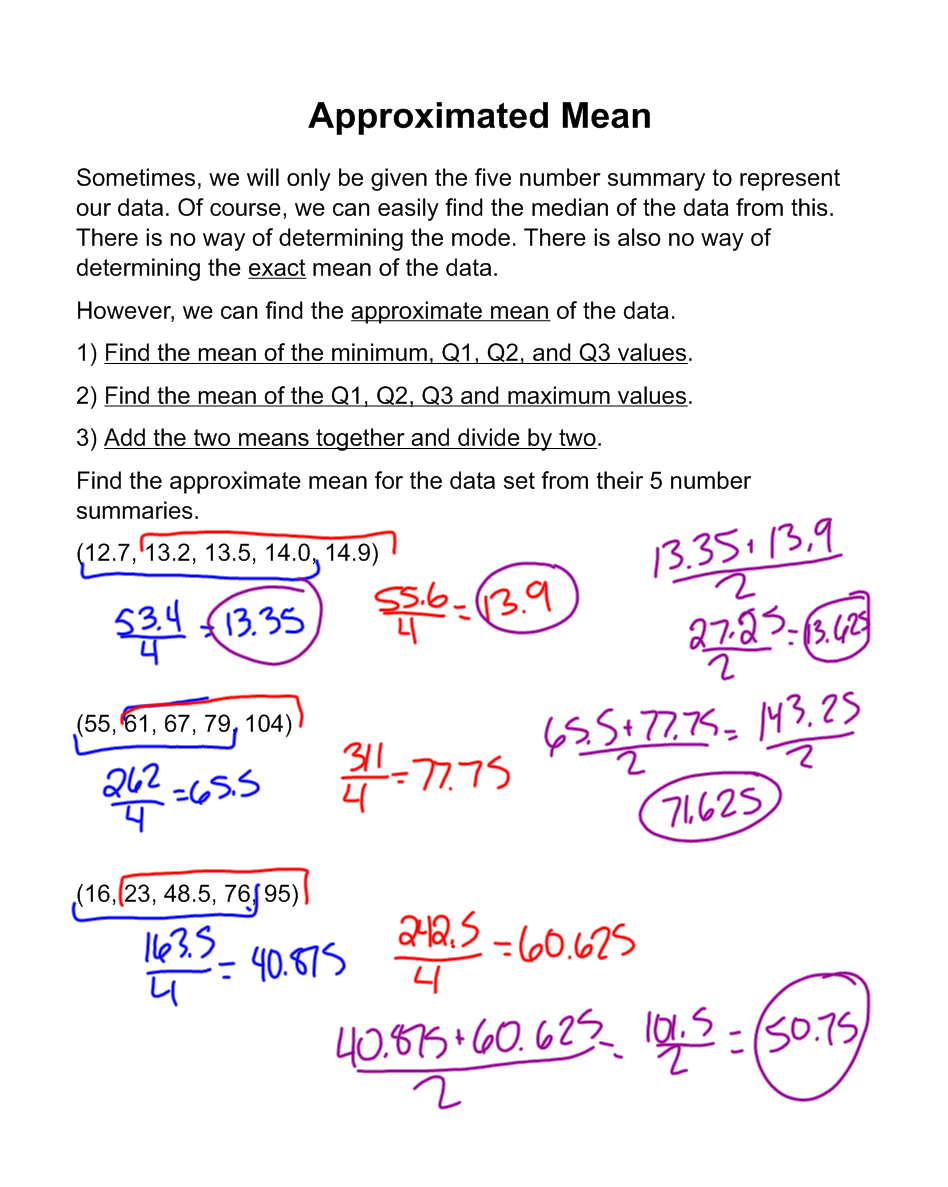 Approximated Mean
Sometimes, we will only be given the five number summary to represent
our data. Of course, we can easily find the median of the data from this.
There is no way of determining the mode. There is also no way of
determining the exact mean of the data.
However, we can find the approximate mean of the data.
1) Find the mean of the minimum, Q1, Q2, and Q3 values.
2) Find the mean of the Q1, Q2, Q3 and maximum values.
3) Add the two means together and divide by two.
Find the approximate mean for the data set from their 5 number
summaries.
(12.7, 13.2, 13.5, 14.0, 14.9)
53.4/4 = 13.35
55.6/4 = 13.9
13.35 + 13.9/2
27.25/2 = 13.625
(55, 61, 67, 79, 104)
262/4 = 65.5
311/4 = 77.75
65.5 + 77.75/2 = 143.25/2
71.625
(16, 23, 48.5, 76, 95)
163.5/4 = 40.875
242.5/4 = 60.625
40.875 + 60.625/2 = 101.5/2 = 50.75